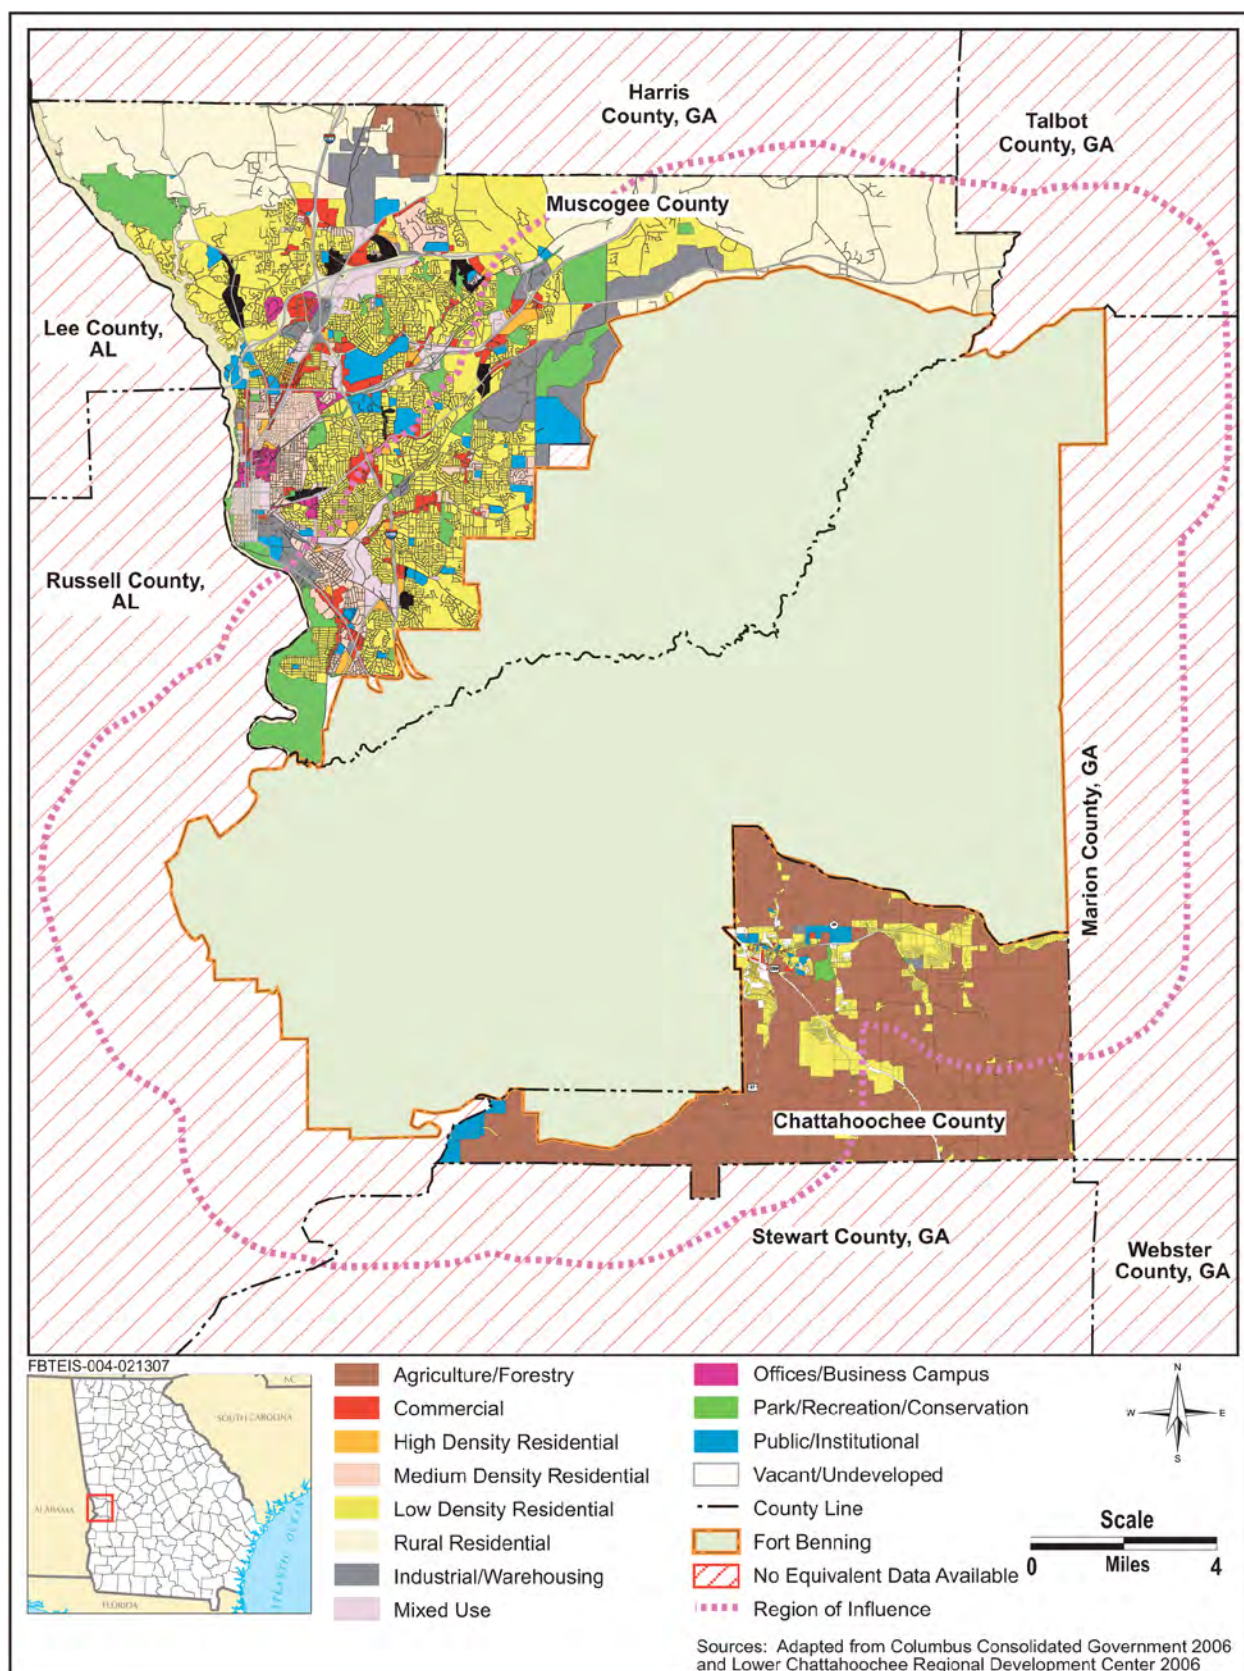 Harris
County, GA
Talbot
County, GA
Muscogee County
Lee County,
AL
Russell County,
AL
Marion County, GA
Chattahoochee County
Stewart County, GA
Webster
County, GA
FBTEIS-004-021307
NC
SOUTH CAROLINA
ALABAMA
ATLANTIC OCEAN
FLORIDA
Agriculture/Forestry
Commercial
High Density Residential
Medium Density Residential
Low Density Residential
Rural Residential
Industrial/Warehousing
Mixed Use
Offices/Business Campus
Park/Recreation/Conservation
Public/Institutional
Vacant/Undeveloped
County Line
Fort Benning
No Equivalent Data Available
Region of Influence
N
W E
S
Scale
0 Miles 4
Sources: Adapted from Columbus Consolidated Government 2006
and Lower Chattahoochee Regional Development Center 2006